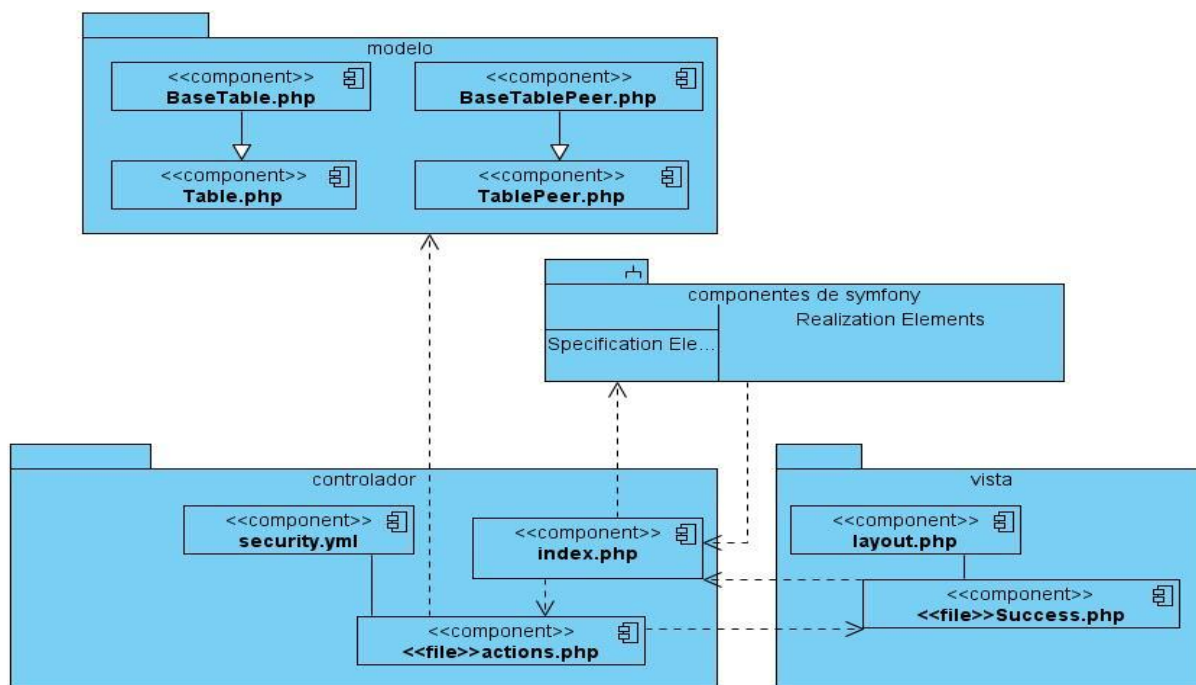 modelo
<<component>>
BaseTable.php
<<component>>
BaseTablePeer.php
<<component>>
Table.php
<<component>>
TablePeer.php
componentes de symfony
Specification Ele...
Realization Elements
controlador
<<component>>
security.yml
<<component>>
index.php
<<component>>
<<file>>actions.php
vista
<<component>>
layout.php
<<component>>
<<file>>Success.php